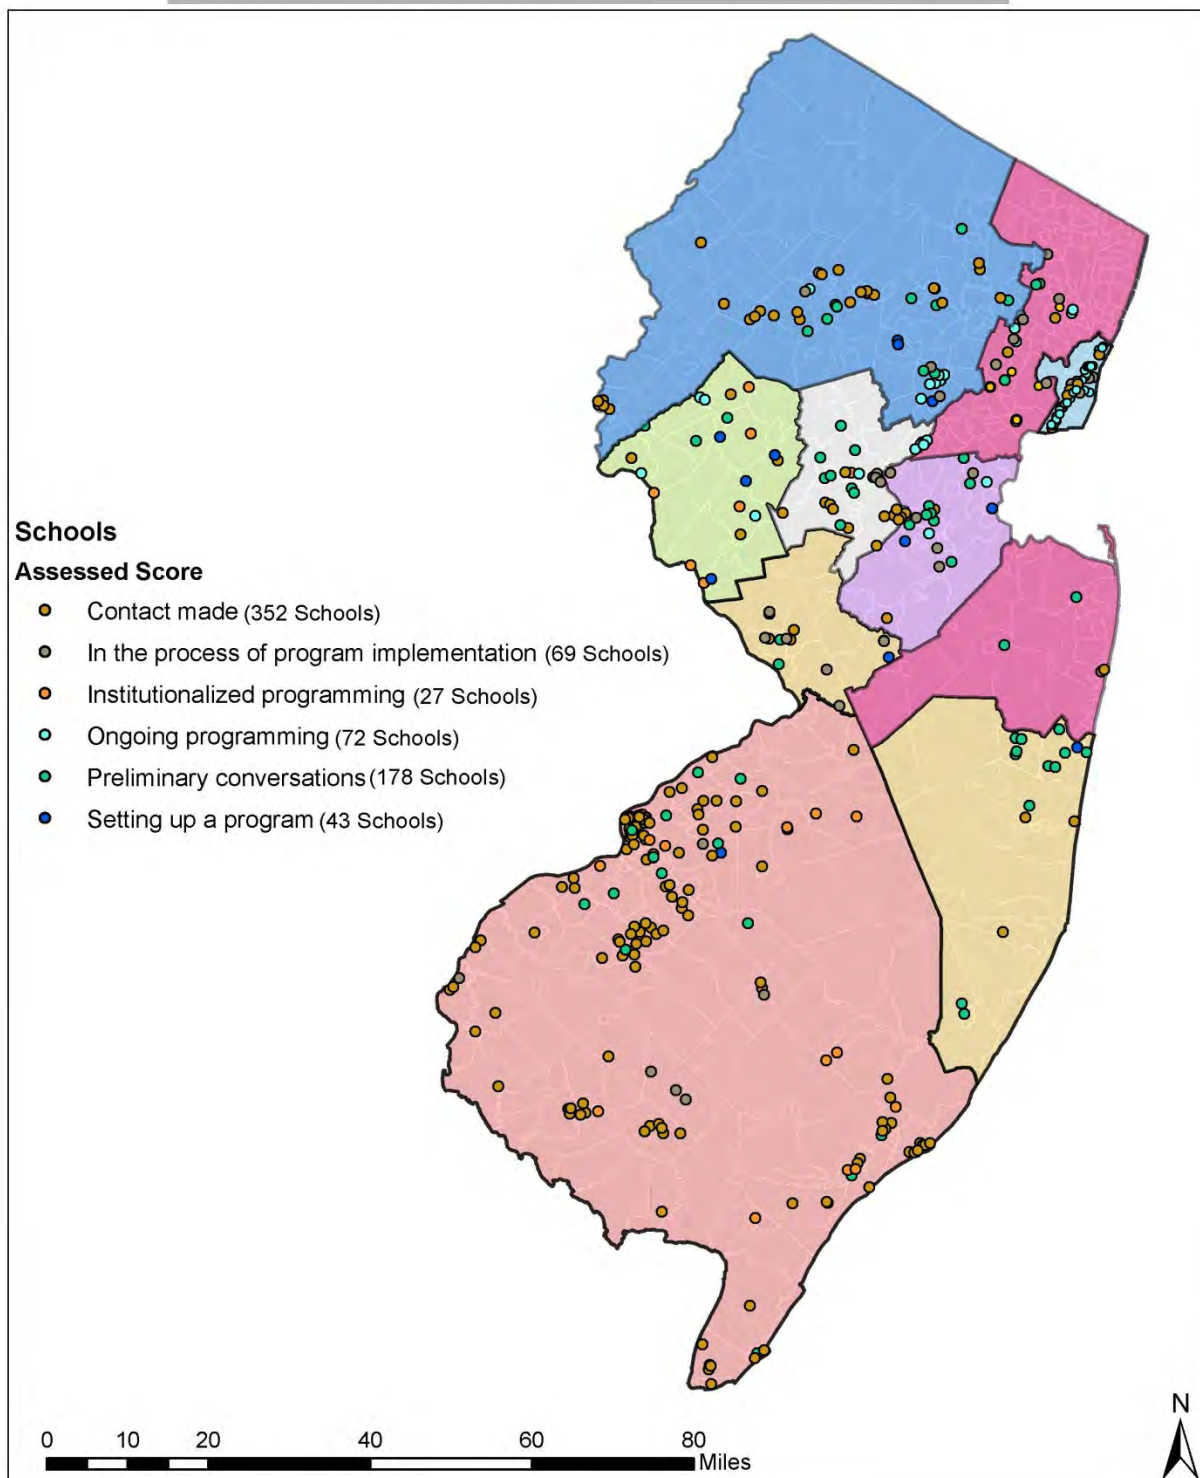 Schools
Assessed Score
Contact made (352 Schools)
In the process of program implementation (69 Schools)
Institutionalized programming (27 Schools)
Ongoing programming (72 Schools)
Preliminary conversations (178 Schools)
Setting up a program (43 Schools)
N
0 10 20 40 60 80
Miles